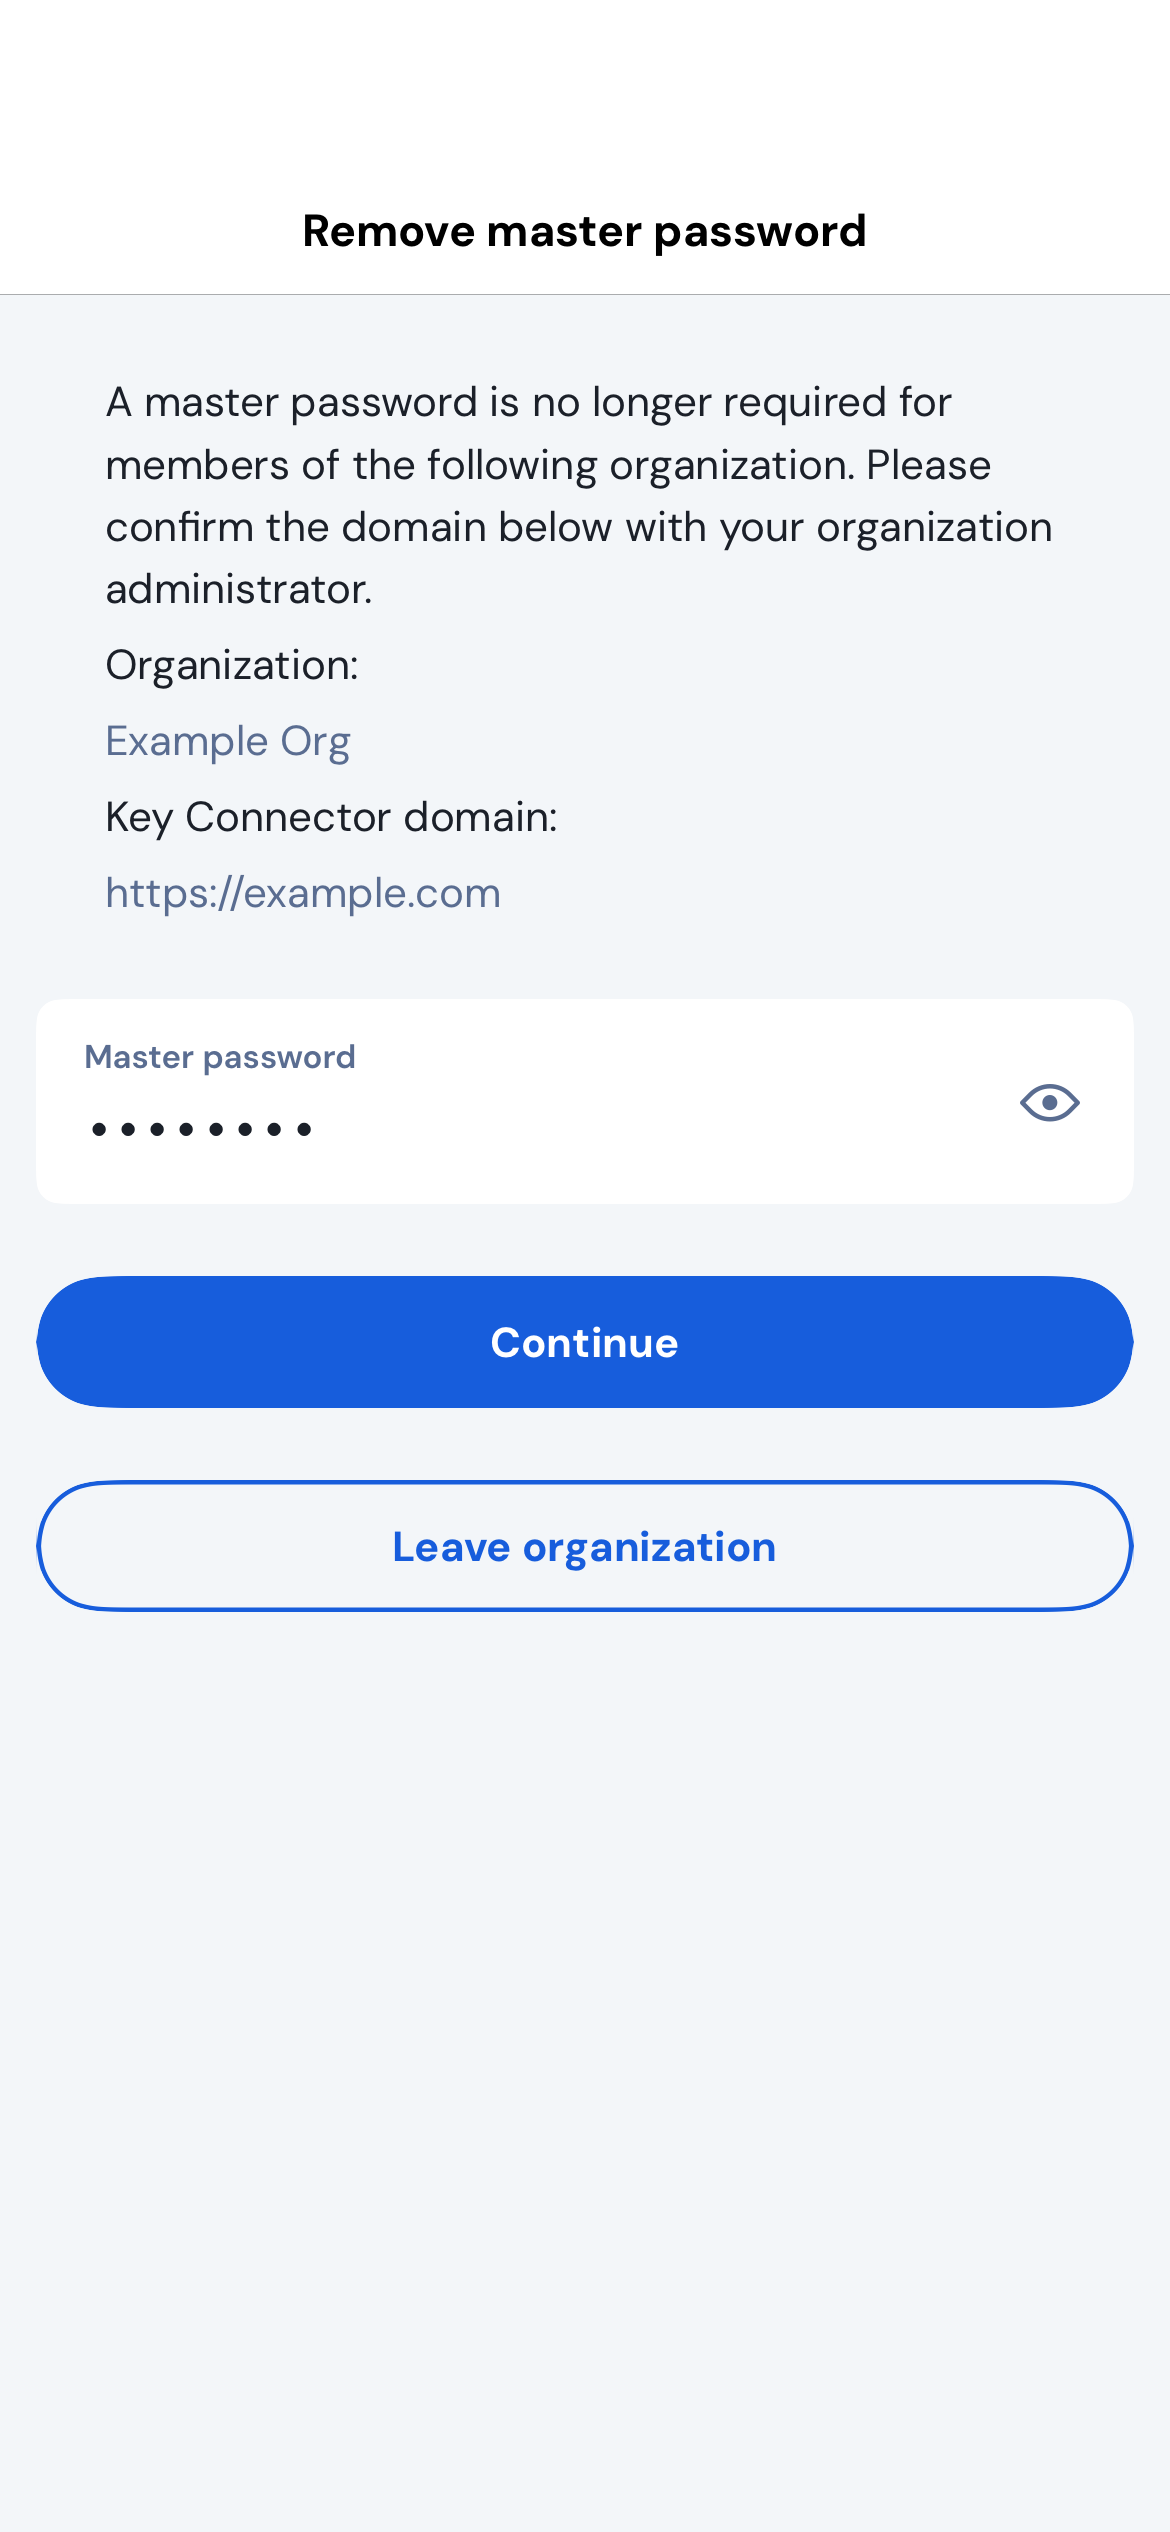 Remove master password
A master password is no longer required for
members of the following organization. Please
confirm the domain below with your organization
administrator.
Organization:
Example Org
Key Connector domain:
https://example.com
Master password
••••••••
Continue
Leave organization